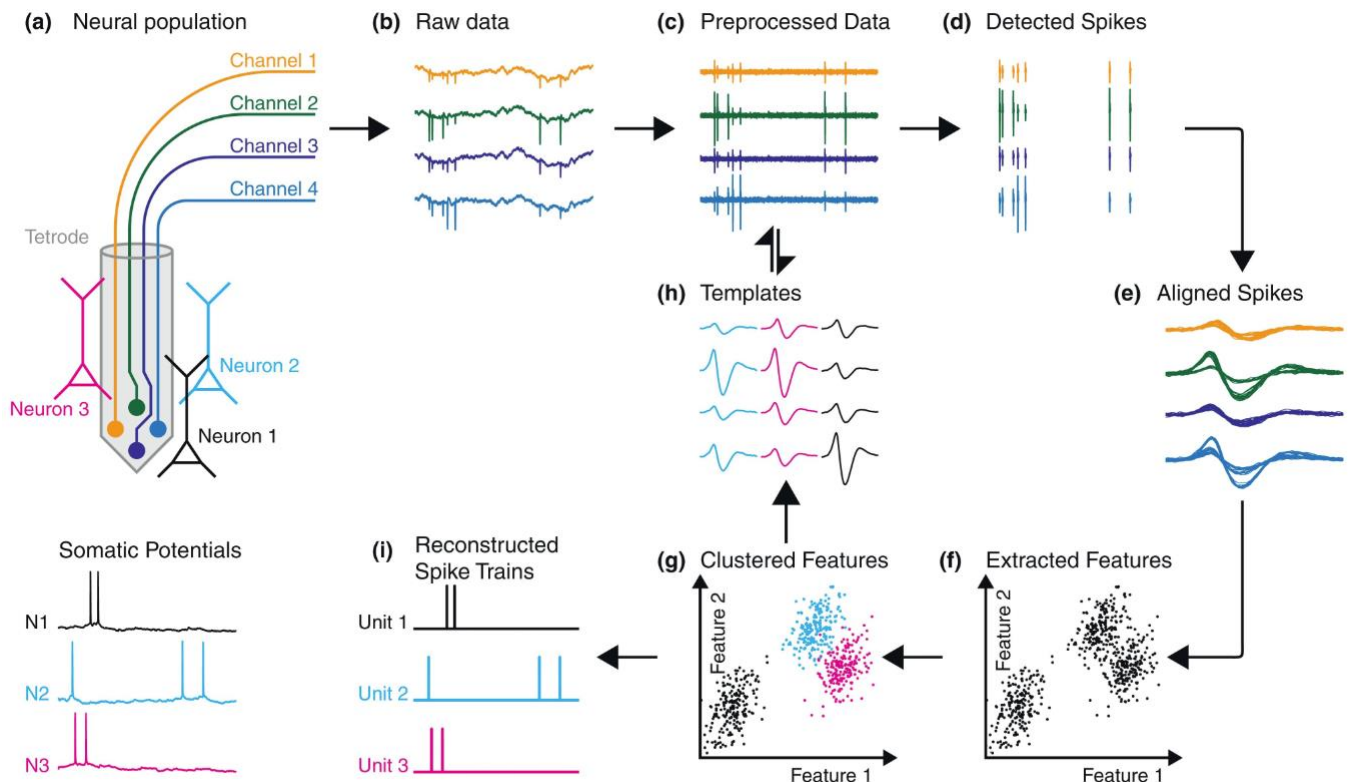 (a) Neural population
Channel 1
Channel 2
Channel 3
Channel 4
Tetrode
Neuron 3
Neuron 2
Neuron 1
(b) Raw data
(c) Preprocessed Data
(d) Detected Spikes
(e) Aligned Spikes
(h) Templates
(f) Extracted Features
Feature 2
Feature 1
(g) Clustered Features
Feature 2
Feature 1
(i) Reconstructed
Spike Trains
Unit 1
Unit 2
Unit 3
Somatic Potentials
N1
N2
N3